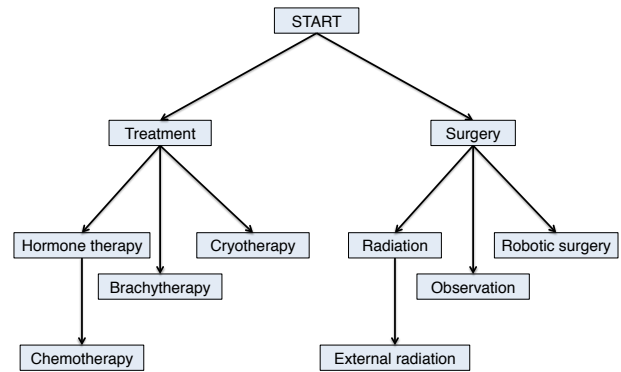 START
Treatment
Surgery
Hormone therapy
Cryotherapy
Radiation
Robotic surgery
Brachytherapy
Observation
Chemotherapy
External radiation